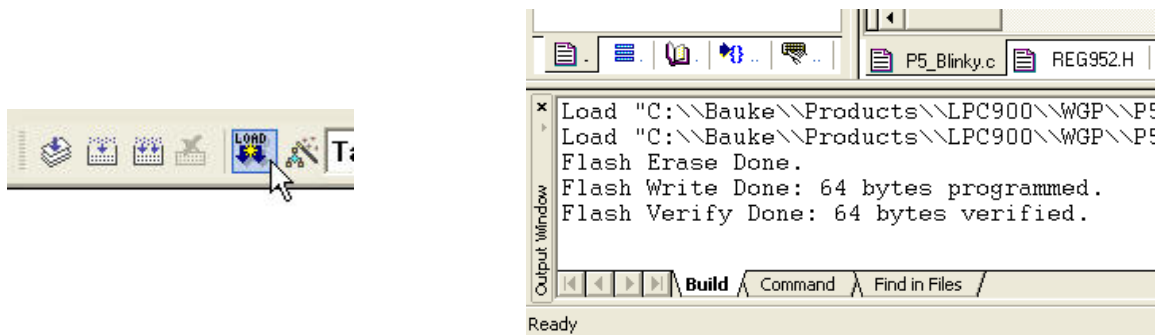 LOAD
P5_Blinky.c REG952.H
Load "C:\\Bauke\\Products\\LPC900\\WGP\\P5
Load "C:\\Bauke\\Products\\LPC900\\WGP\\P5
Flash Erase Done.
Flash Write Done: 64 bytes programmed.
Flash Verify Done: 64 bytes verified.
Output Window
Build Command Find in Files
Ready